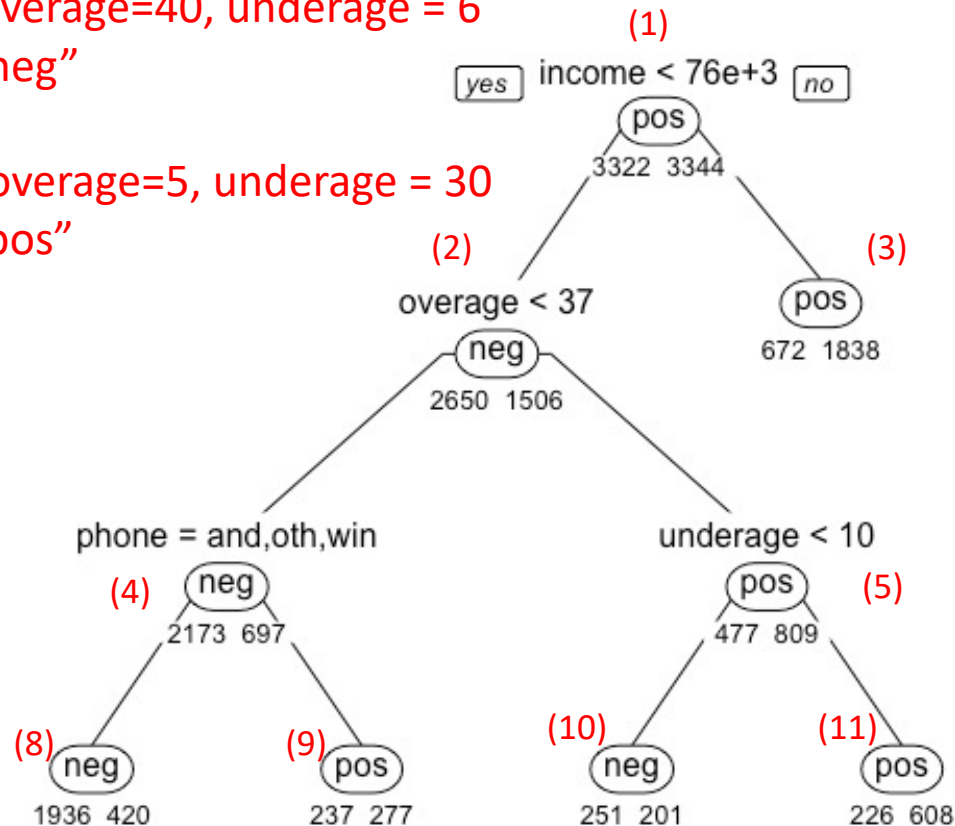 verage=40, underage = 6
neg”
overage=5, underage = 30
pos”
(1)
yes income < 76e+3 no
pos
3322 3344
(2) (3)
overage < 37 pos
neg 672 1838
2650 1506
phone = and,oth,win underage < 10
(4) neg pos (5)
2173 697 477 809
(8) (9) (10) (11)
neg pos neg pos
1936 420 237 277 251 201 226 608